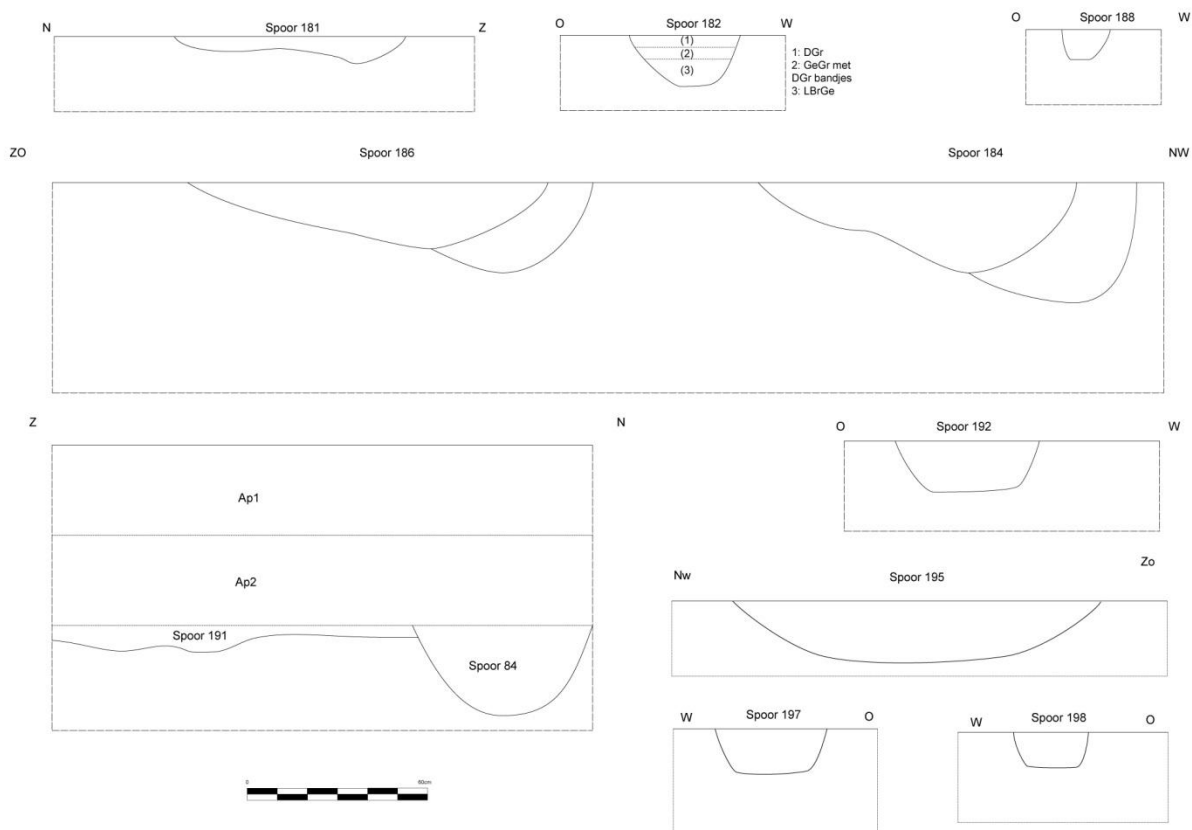 N Spoor 181 Z
O Spoor 182 W
(1)
(2)
(3)
1: DGr
2: GeGr met
DGr bandjes
3: LBrGe
O Spoor 188 W
ZO Spoor 186 Spoor 184 NW
Z N
Ap1
Ap2
Spoor 191
Spoor 84
O Spoor 192 W
Nw Spoor 195 Zo
W Spoor 197 O
W Spoor 198 O
0 60cm